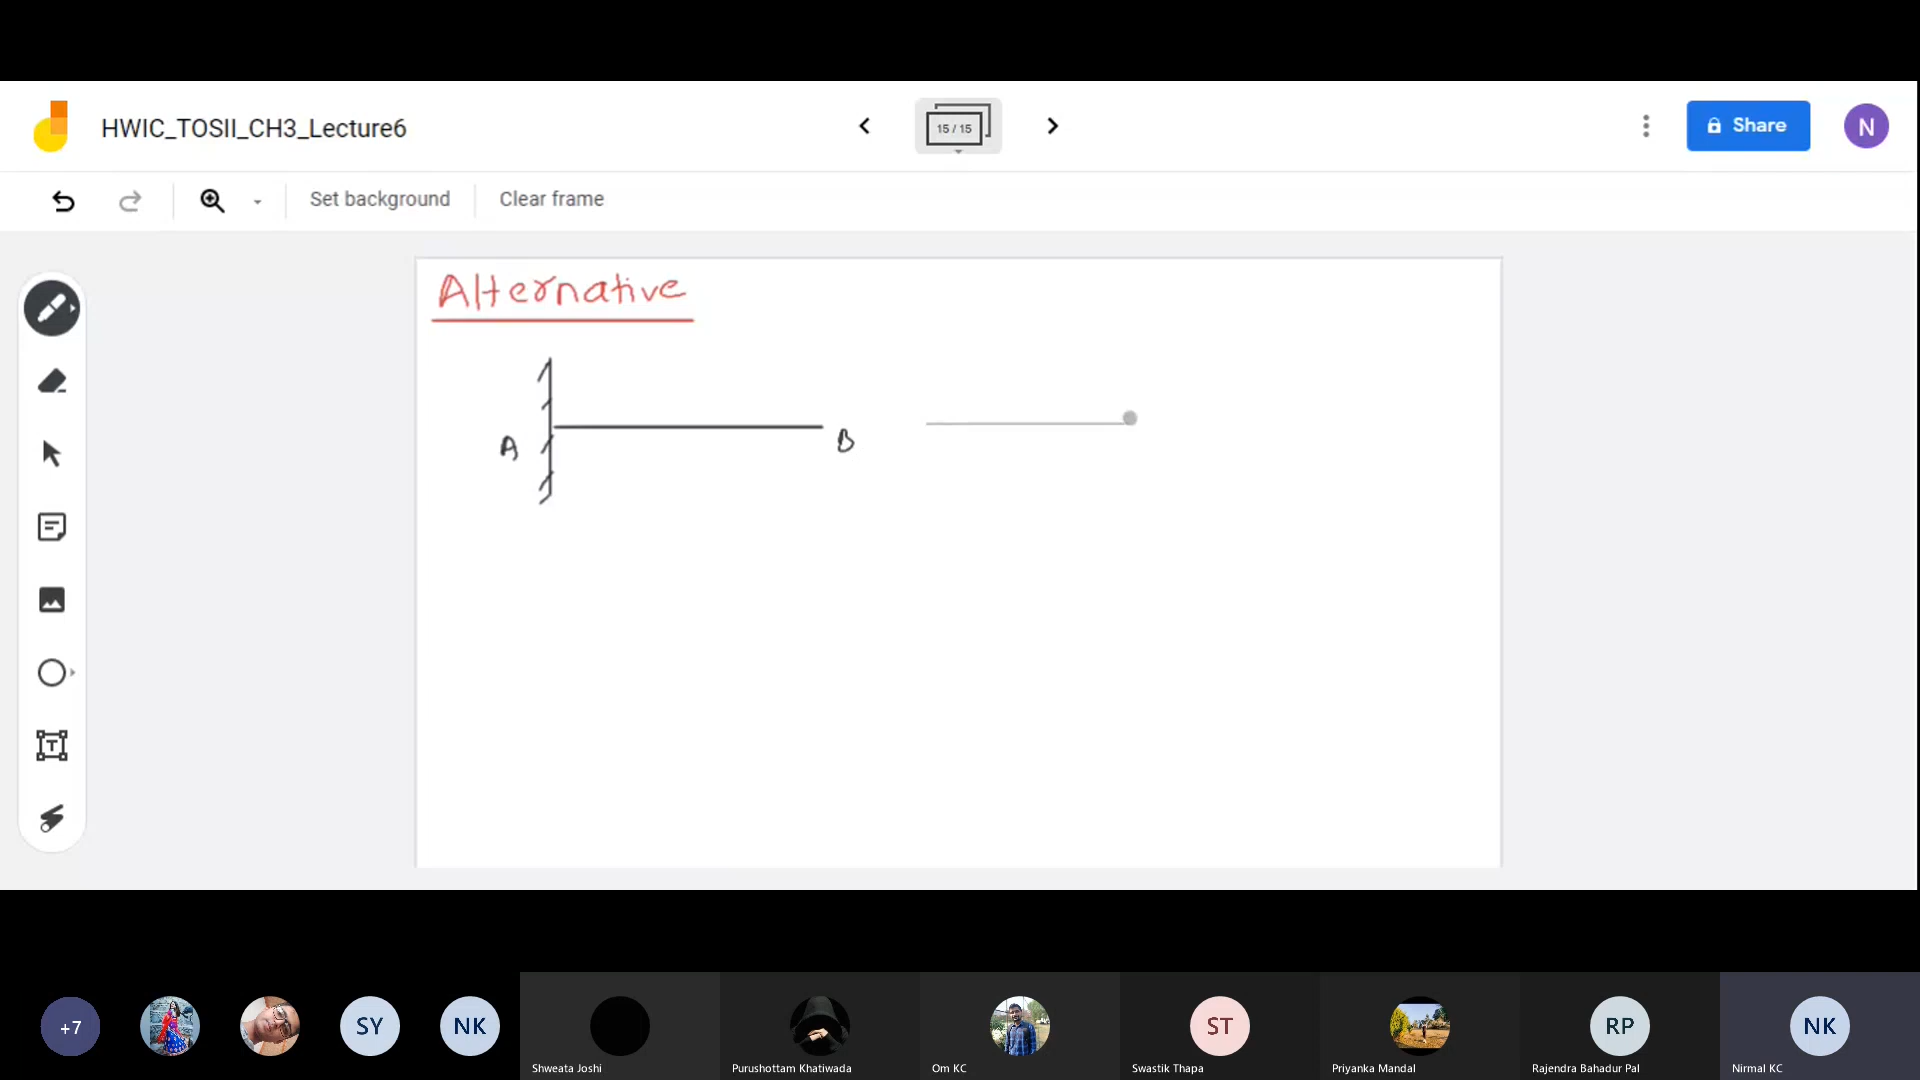 HWIC_TOSII_CH3_Lecture6
15 / 15
Share
N
Set background
Clear frame
Alternative
A
B
T
+7
SY
NK
ST
RP
NK
Shweata Joshi
Purushottam Khatiwada
Om KC
Swastik Thapa
Priyanka Mandal
Rajendra Bahadur Pal
Nirmal KC